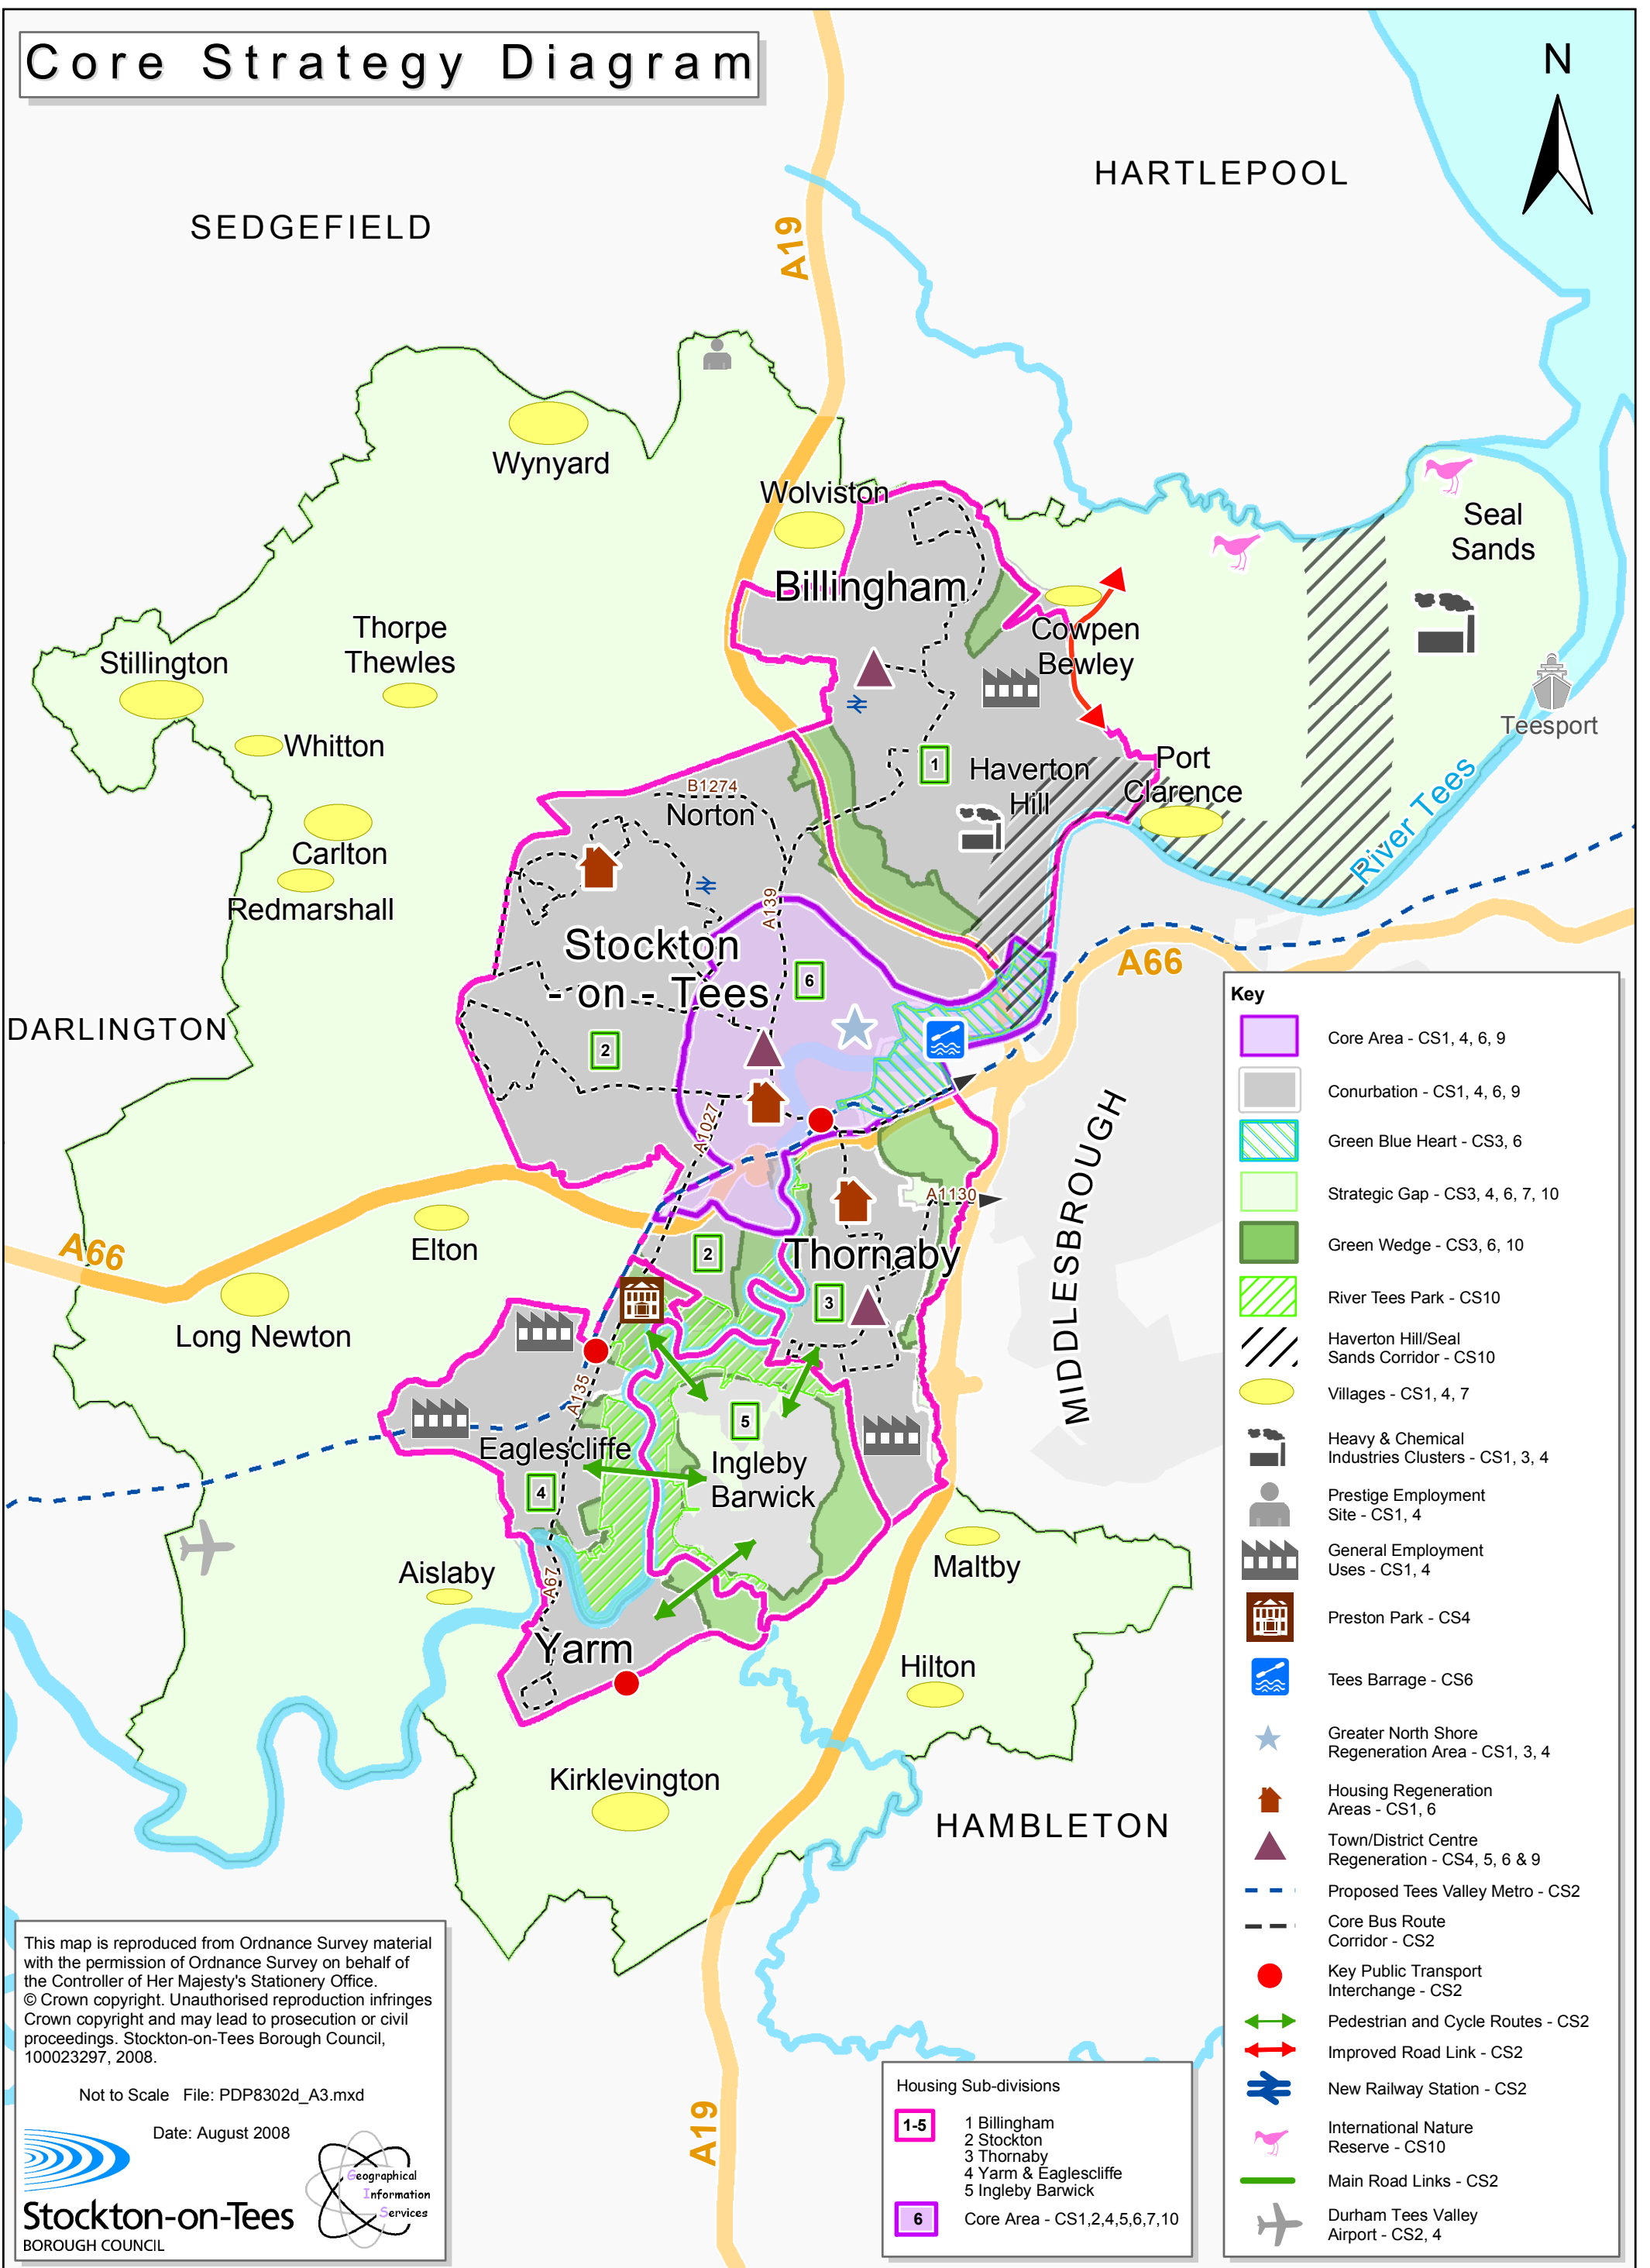 Core Strategy Diagram
N
HARTLEPOOL
SEDGEFIELD
A19
Wynyard
Wolviston
Seal
Sands
Billingham
Thorpe
Thewles
Cowpen
Bewley
Stillington
Teesport
Whitton
1
Haverton
Hill
Port
Clarence
B1274
Norton
River Tees
Carlton
Redmarshall
A139
Stockton
- on - Tees
6
A66
DARLINGTON
2
A1027
MIDDLESBROUGH
A1130
Elton
A66
2
Thornaby
3
Long Newton
A135
5
Eaglescliffe
Ingleby
Barwick
4
Aislaby
A67
Maltby
Yarm
Hilton
Kirklevington
HAMBLETON
A19
Key
Core Area - CS1, 4, 6, 9
Conurbation - CS1, 4, 6, 9
Green Blue Heart - CS3, 6
Strategic Gap - CS3, 4, 6, 7, 10
Green Wedge - CS3, 6, 10
River Tees Park - CS10
Haverton Hill/Seal
Sands Corridor - CS10
Villages - CS1, 4, 7
Heavy & Chemical
Industries Clusters - CS1, 3, 4
Prestige Employment
Site - CS1, 4
General Employment
Uses - CS1, 4
Preston Park - CS4
Tees Barrage - CS6
Greater North Shore
Regeneration Area - CS1, 3, 4
Housing Regeneration
Areas - CS1, 6
Town/District Centre
Regeneration - CS4, 5, 6 & 9
Proposed Tees Valley Metro - CS2
Core Bus Route
Corridor - CS2
Key Public Transport
Interchange - CS2
Pedestrian and Cycle Routes - CS2
Improved Road Link - CS2
New Railway Station - CS2
International Nature
Reserve - CS10
Main Road Links - CS2
Durham Tees Valley
Airport - CS2, 4
Housing Sub-divisions
1-5
1 Billingham
2 Stockton
3 Thornaby
4 Yarm & Eaglescliffe
5 Ingleby Barwick
6 Core Area - CS1,2,4,5,6,7,10
This map is reproduced from Ordnance Survey material
with the permission of Ordnance Survey on behalf of
the Controller of Her Majesty's Stationery Office.
© Crown copyright. Unauthorised reproduction infringes
Crown copyright and may lead to prosecution or civil
proceedings. Stockton-on-Tees Borough Council,
100023297, 2008.
Not to Scale File: PDP8302d_A3.mxd
Date: August 2008
Stockton-on-Tees
BOROUGH COUNCIL
Geographical
Information
Services